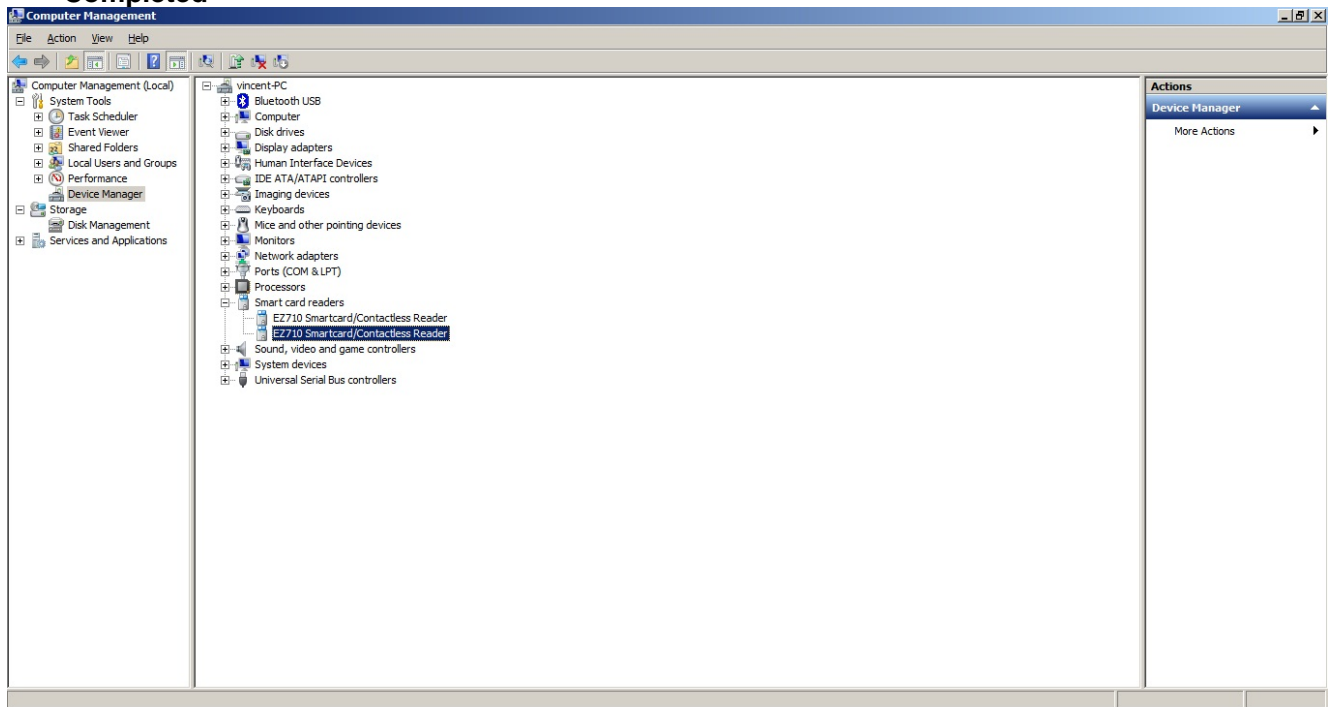 Completed
Computer Management
File Action View Help
Computer Management (Local)
System Tools
Task Scheduler
Event Viewer
Shared Folders
Local Users and Groups
Performance
Device Manager
Storage
Disk Management
Services and Applications
vincent-PC
Bluetooth USB
Computer
Disk drives
Display adapters
Human Interface Devices
IDE ATA/ATAPI controllers
Imaging devices
Keyboards
Mice and other pointing devices
Monitors
Network adapters
Ports (COM & LPT)
Processors
Smart card readers
EZ710 Smartcard/Contactless Reader
EZ710 Smartcard/Contactless Reader
Sound, video and game controllers
System devices
Universal Serial Bus controllers
Actions
Device Manager
More Actions